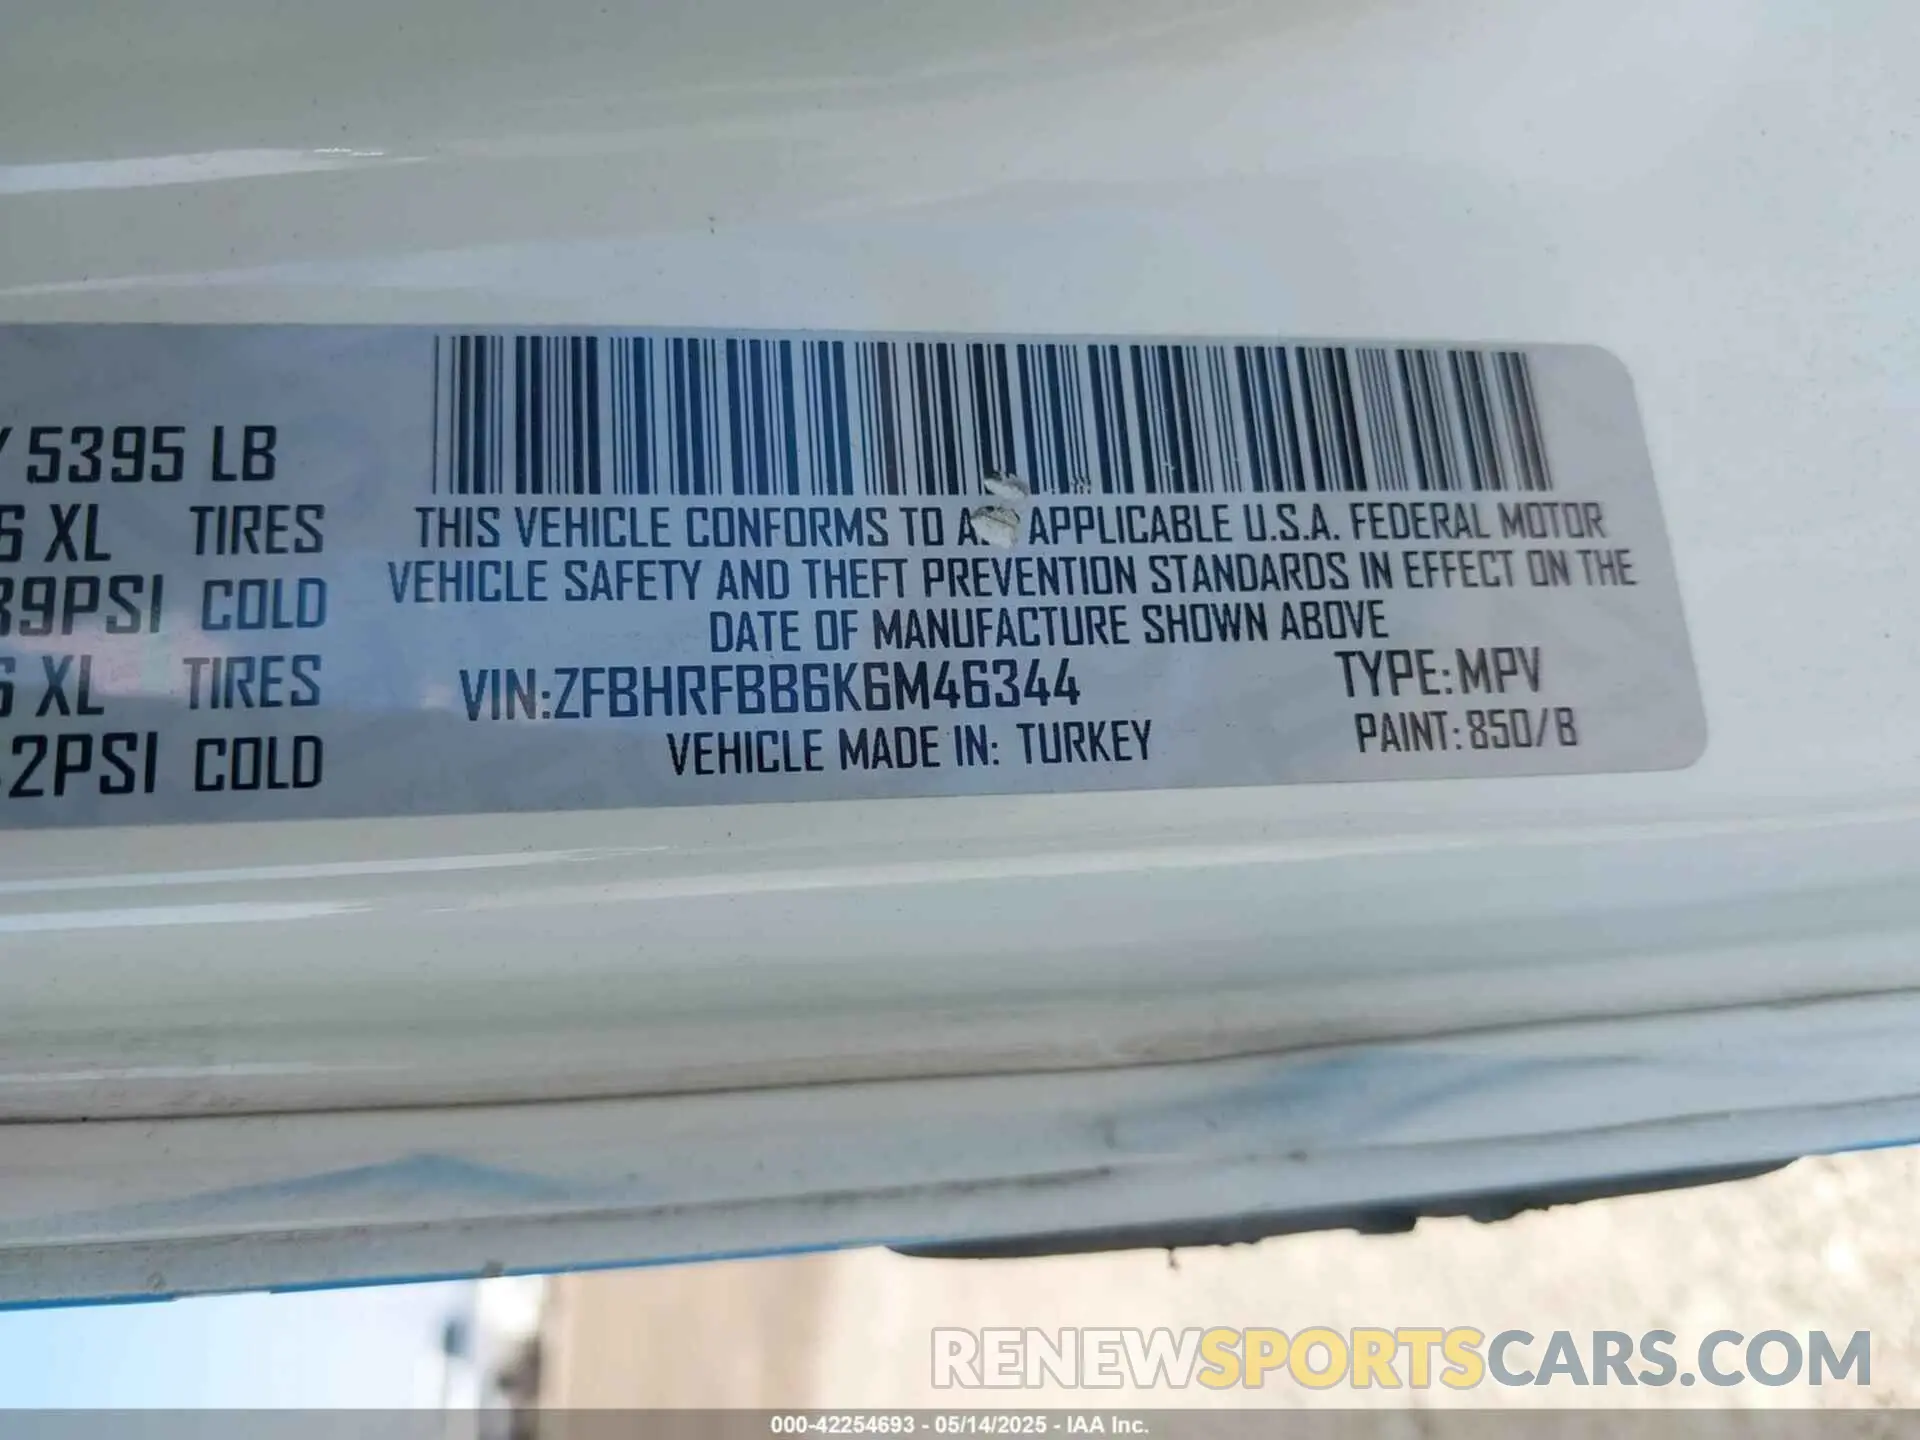 5395 LB
6 XL TIRES
39PSI COLD
XL TIRES
2PSI COLD
THIS VEHICLE CONFORMS TO APPLICABLE U.S.A. FEDERAL MOTOR
VEHICLE SAFETY AND THEFT PREVENTION STANDARDS IN EFFECT ON THE
DATE OF MANUFACTURE SHOWN ABOVE
VIN:ZFBHRFBB6K6M46344 TYPE:MPV
VEHICLE MADE IN: TURKEY PAINT:850/B
RENEWSPORTSCARS.COM
000-42254693 - 05/14/2025 - IAA Inc.